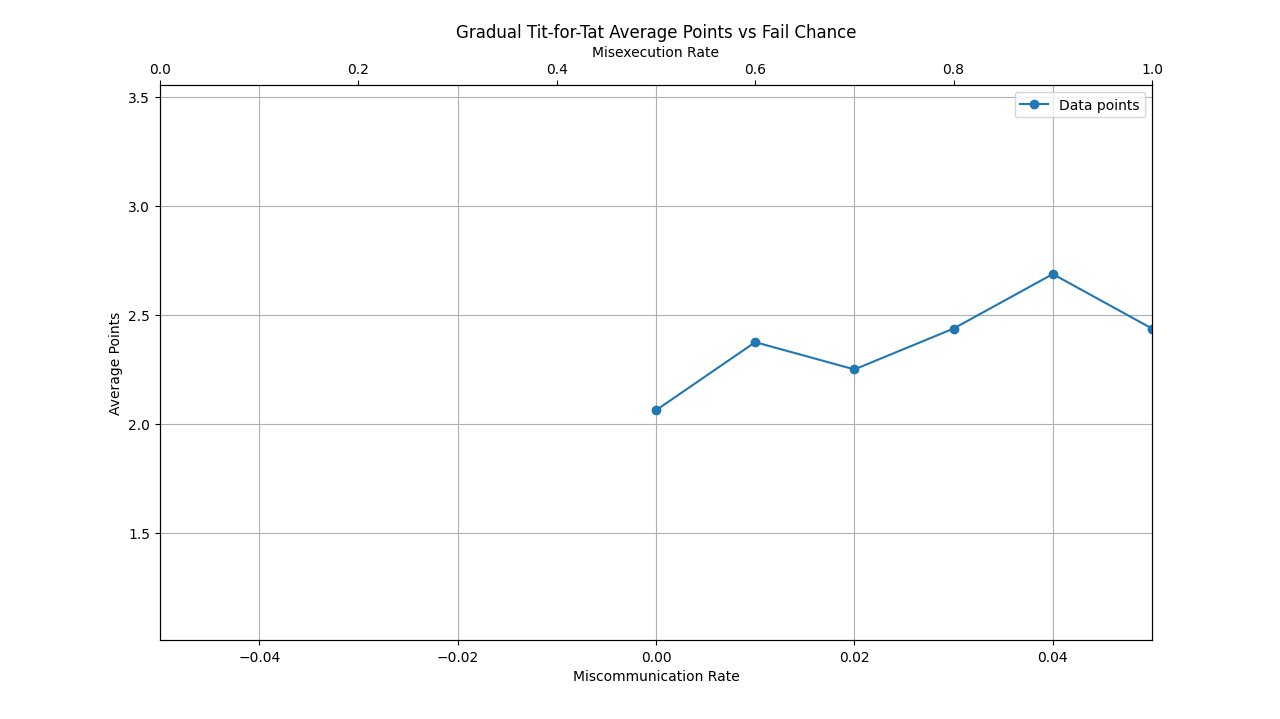 Gradual Tit-for-Tat Average Points vs Fail Chance
Misexecution Rate
0.0 0.2 0.4 0.6 0.8 1.0
Data points
3.5
3.0
2.5
2.0
1.5
Average Points
−0.04 −0.02 0.00 0.02 0.04
Miscommunication Rate